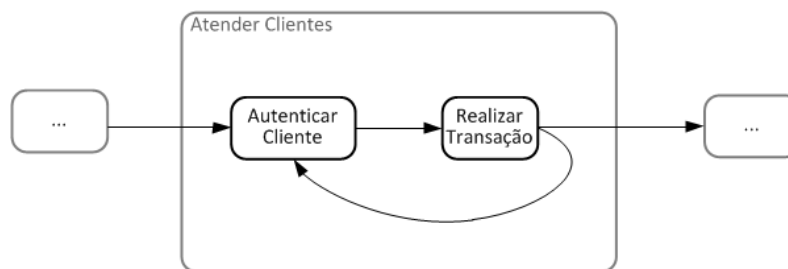 Atender Clientes
...
Autenticar
Cliente
Realizar
Transação
...